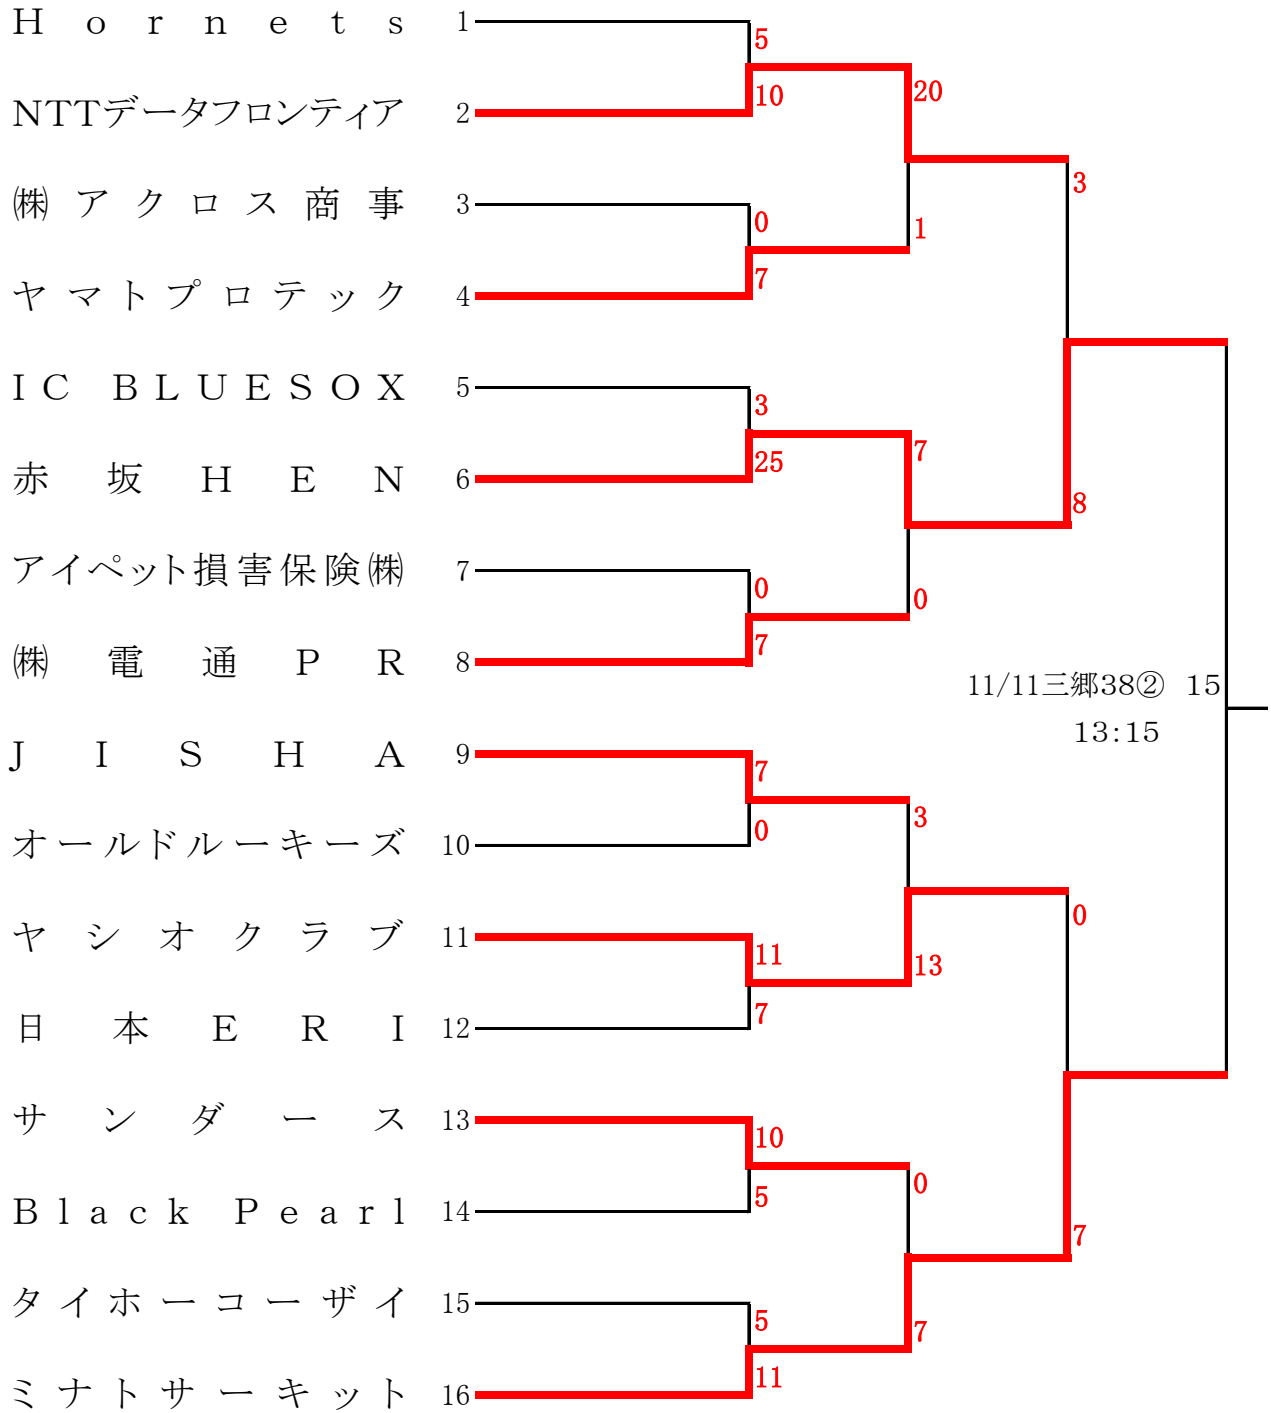 Hornets 1
5
NTTデータフロンティア 2
10
20
㈱アクロス商事 3
3
0
1
ヤマトプロテック 4
7
IC BLUESOX 5
3
赤坂HEN 6
25
7
8
アイペット損害保険㈱ 7
0
0
㈱電通PR 8
7
11/11三郷38② 15
13:15
JISHA 9
7
3
オールドルーキーズ 10
0
ヤシオクラブ 11
11
0
13
日本ERI 12
7
サンダース 13
10
0
Black Pearl 14
5
7
タイホーコーザイ 15
5
7
ミナトサーキット 16
11